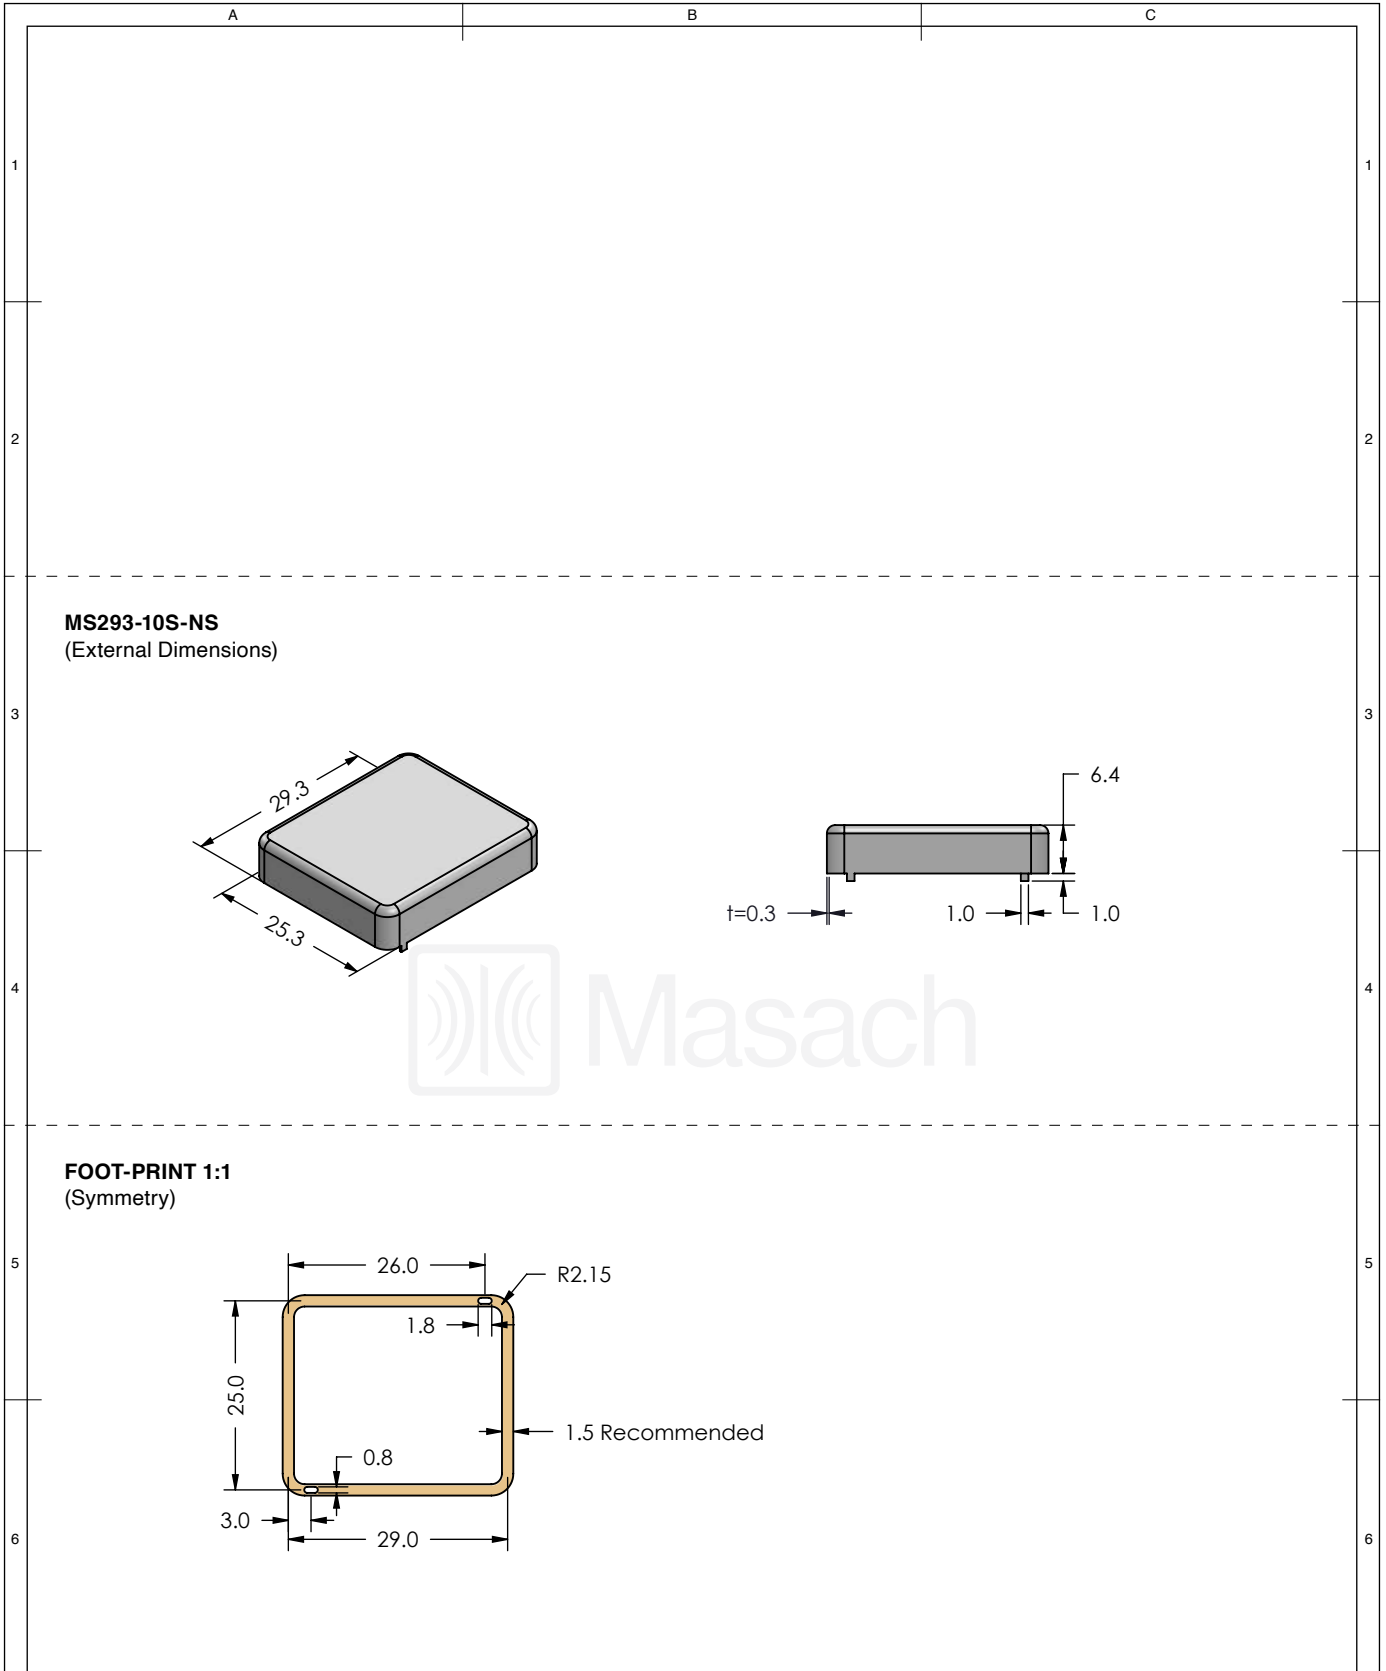 A
B
C
1
1
2
2
MS293-10S-NS
(External Dimensions)
3
3
29.3
25.3
6.4
t=0.3
1.0
1.0
Masach
4
4
FOOT-PRINT 1:1
(Symmetry)
5
5
26.0
R2.15
1.8
25.0
1.5 Recommended
0.8
3.0
29.0
6
6